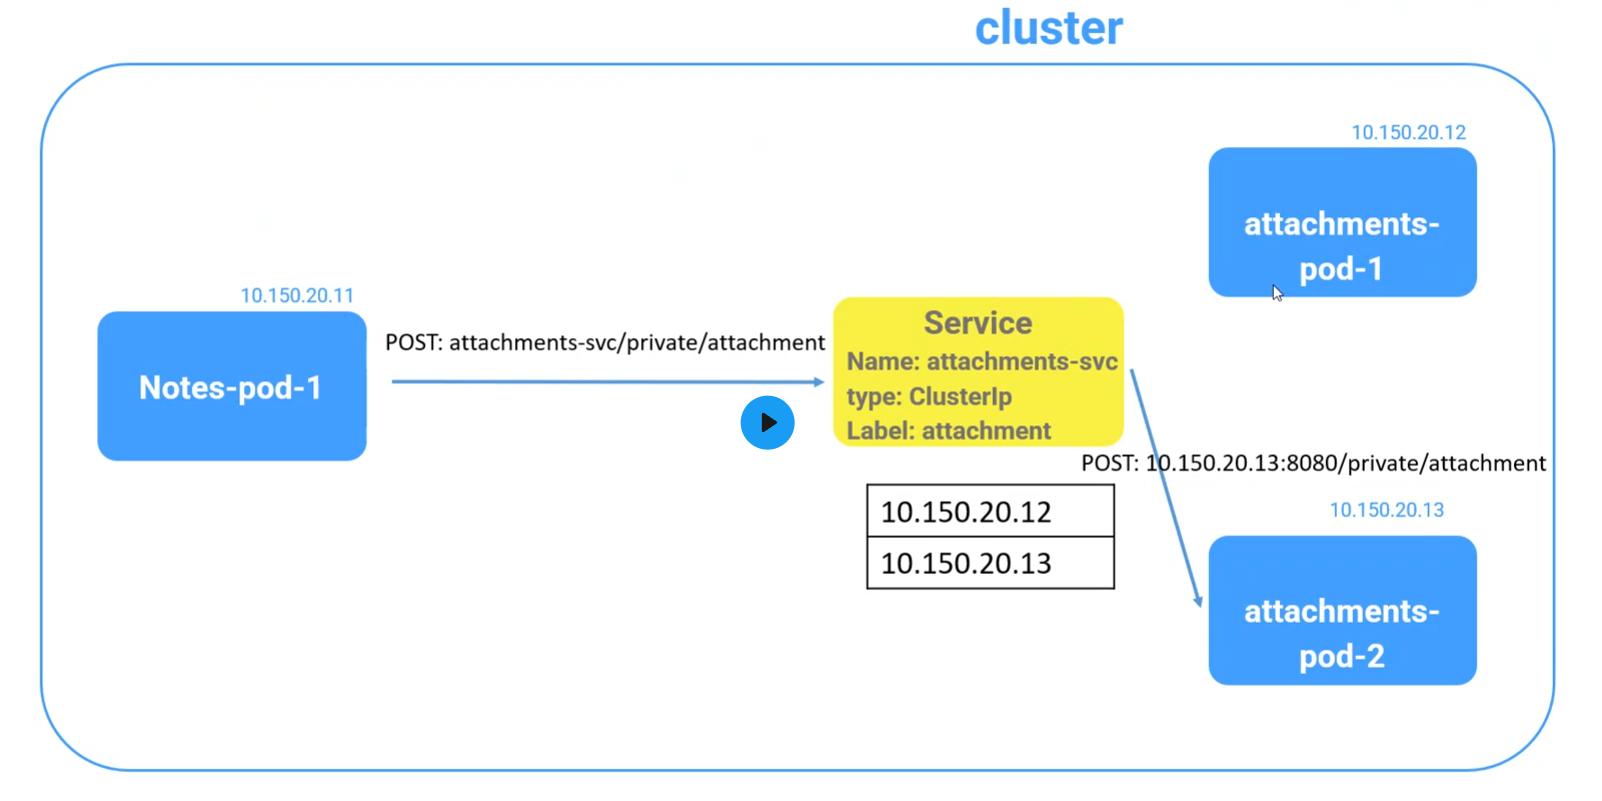 cluster
10.150.20.12
attachments-
pod-1
10.150.20.11
Notes-pod-1
POST: attachments-svc/private/attachment
Service
Name: attachments-svc
type: ClusterIp
Label: attachment
10.150.20.12
10.150.20.13
POST: 10.150.20.13:8080/private/attachment
10.150.20.13
attachments-
pod-2